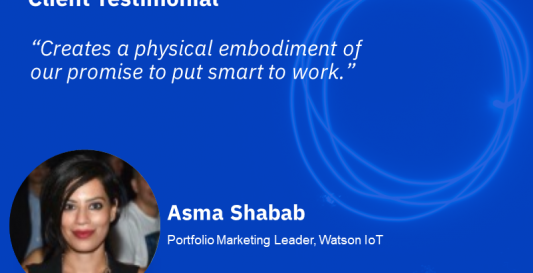 Client Testimonial
“Creates a physical embodiment of
our promise to put smart to work.”
Asma Shabab
Portfolio Marketing Leader, Watson IoT